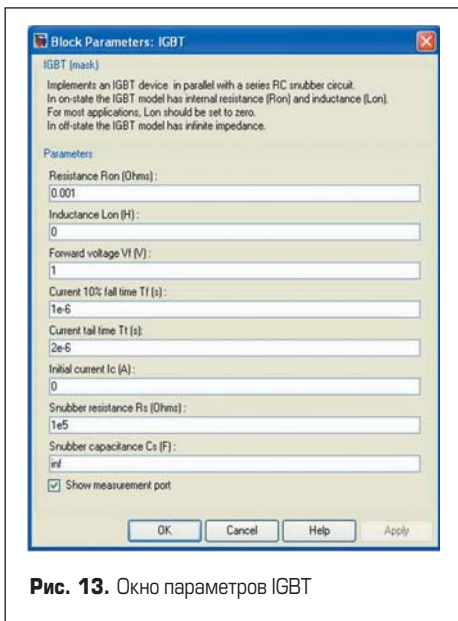 Block Parameters: IGBT
IGBT (mask)
Implements an IGBT device in parallel with a series RC snubber circuit.
In on-state the IGBT model has internal resistance (Ron) and inductance (Lon).
For most applications, Lon should be set to zero.
In off-state the IGBT model has infinite impedance.
Parameters
Resistance Ron (Ohms) :
0.001
Inductance Lon (H) :
0
Forward voltage Vf (V) :
1
Current 10% fall time Tf (s) :
1e-6
Current tail time Tt (s):
2e-6
Initial current Ic (A) :
0
Snubber resistance Rs (Ohms) :
1e5
Snubber capacitance Cs (F) :
inf
Show measurement port
OK Cancel Help Apply
Рис. 13. Окно параметров IGBT